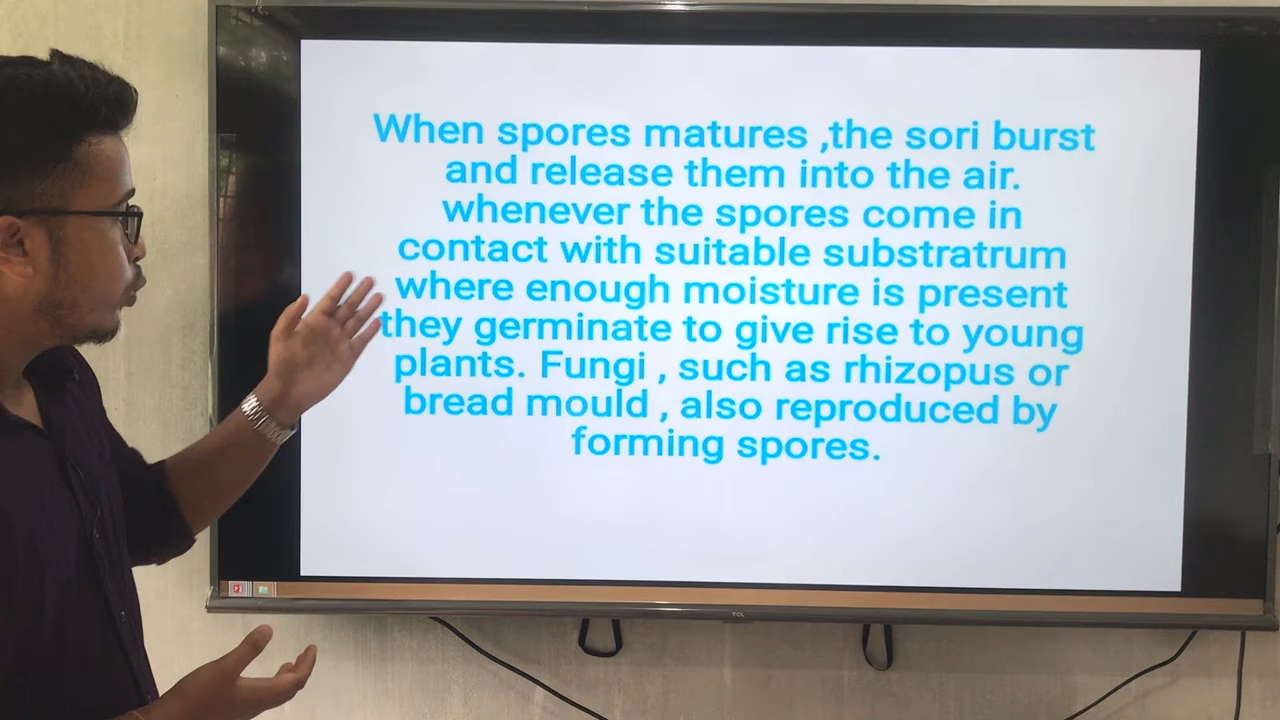 When spores matures ,the sori burst
and release them into the air.
whenever the spores come in
contact with suitable substratrum
where enough moisture is present
they germinate to give rise to young
plants. Fungi , such as rhizopus or
bread mould , also reproduced by
forming spores.
TCL